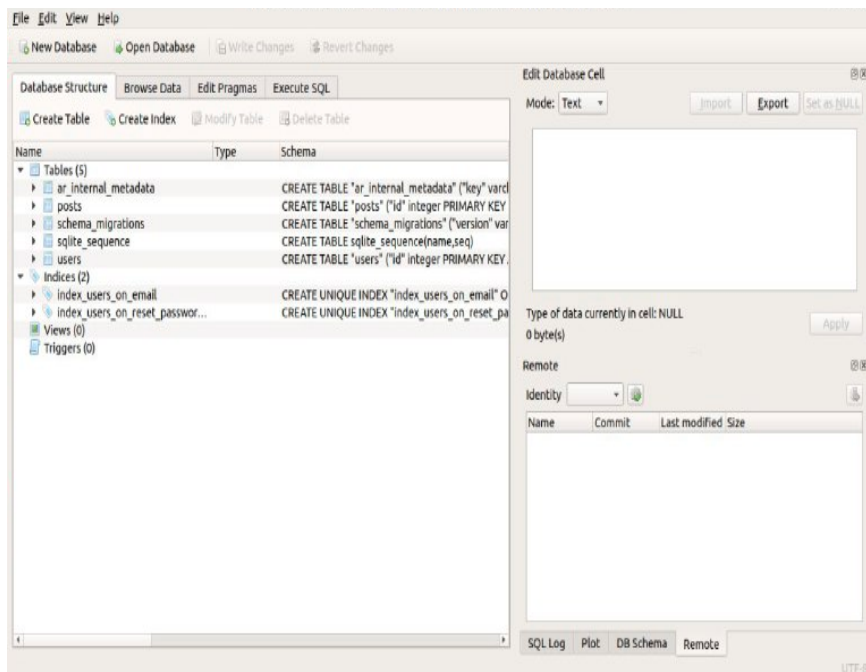 File Edit View Help
New Database Open Database Write Changes Revert Changes
Database Structure Browse Data Edit Pragmas Execute SQL
Create Table Create Index Modify Table Delete Table
Name Type Schema
Tables (5)
ar_internal_metadata CREATE TABLE "ar_internal_metadata" ("key" varcl
posts CREATE TABLE "posts" ("id" integer PRIMARY KEY
schema_migrations CREATE TABLE "schema_migrations" ("version" var
sqlite_sequence CREATE TABLE sqlite_sequence(name,seq)
users CREATE TABLE "users" ("id" integer PRIMARY KEY
Indices (2)
index_users_on_email CREATE UNIQUE INDEX "index_users_on_email" O
index_users_on_reset_passwor... CREATE UNIQUE INDEX "index_users_on_reset_pa
Views (0)
Triggers (0)
Edit Database Cell
Mode: Text Import Export Set as NULL
Type of data currently in cell: NULL
0 byte(s)
Apply
Remote
Identity
Name Commit Last modified Size
SQL Log Plot DB Schema Remote